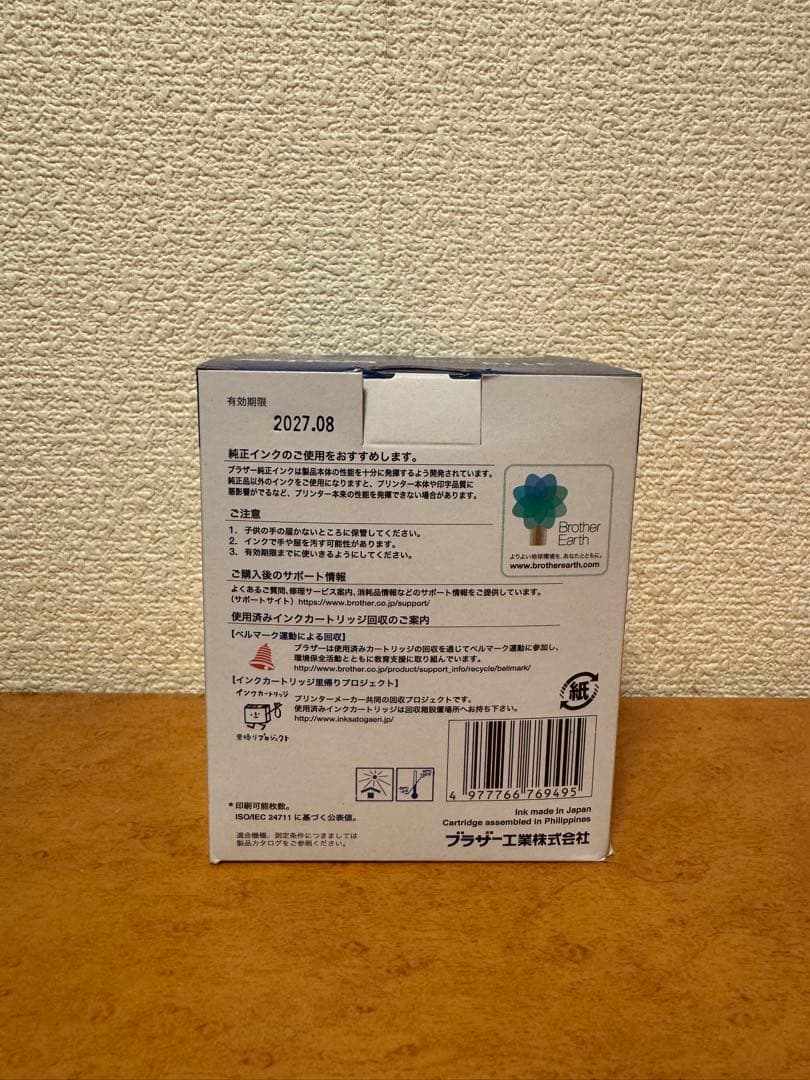 有効期限
2027.08
純正インクのご使用をおすすめします。
ブラザー純正インクは製品本体の性能を十分に発揮するよう開発されています。
純正品以外のインクをご使用になりますと、プリンター本体や印字品質に
悪影響がでるなど、プリンター本来の性能を発揮できない場合があります。
ご注意
1. 子供の手の届かないところに保管してください。
2. インクで手や服を汚す可能性があります。
3. 有効期限までに使いきるようにしてください。
Brother
Earth
よりよい地球環境を、あなたとともに。
www.brotherearth.com
ご購入後のサポート情報
よくあるご質問、修理サービス案内、消耗品情報などのサポート情報をご提供しています。
(サポートサイト) https://www.brother.co.jp/support/
使用済みインクカートリッジ回収のご案内
【ベルマーク運動による回収】
ブラザーは使用済みカートリッジの回収を通じてベルマーク運動に参加し、
環境保全活動とともに教育支援に取り組んでいます。
http://www.brother.co.jp/product/support_info/recycle/bellmark/
【インクカートリッジ里帰りプロジェクト】
インクカートリッジ
プリンターメーカー共同の回収プロジェクトです。
使用済みインクカートリッジは回収箱設置場所へお持ち下さい。
http://www.inksatogaeri.jp/
里帰りプロジェクト
紙
4 977766 769495
*印刷可能枚数。
ISO/IEC 24711 に基づく公表値。
適合機種、測定条件につきましては
製品カタログをご参照ください。
Ink made in Japan
Cartridge assembled in Philippines
ブラザー工業株式会社